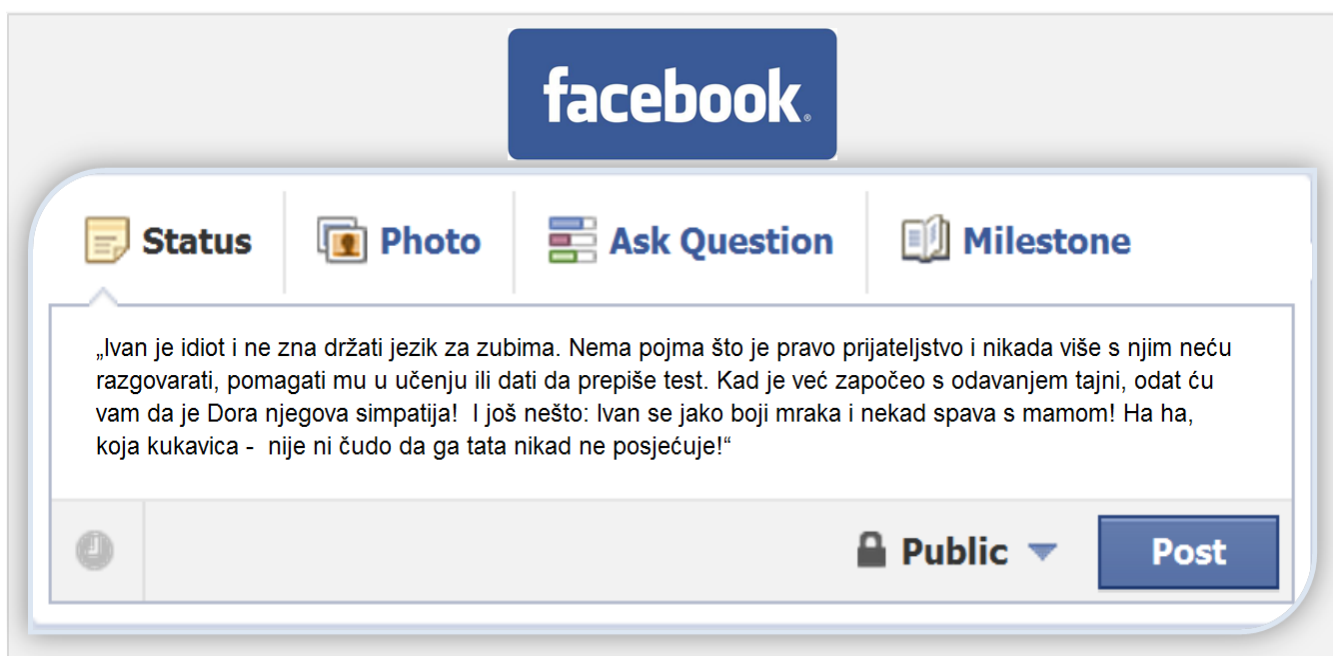 facebook
Status Photo Ask Question Milestone
„Ivan je idiot i ne zna držati jezik za zubima. Nema pojma što je pravo prijateljstvo i nikada više s njim neću
razgovarati, pomagati mu u učenju ili dati da prepiše test. Kad je već započeo s odavanjem tajni, odat ću
vam da je Dora njegova simpatija!  I još nešto: Ivan se jako boji mraka i nekad spava s mamom! Ha ha,
koja kukavica -  nije ni čudo da ga tata nikad ne posjećuje!“
Public Post